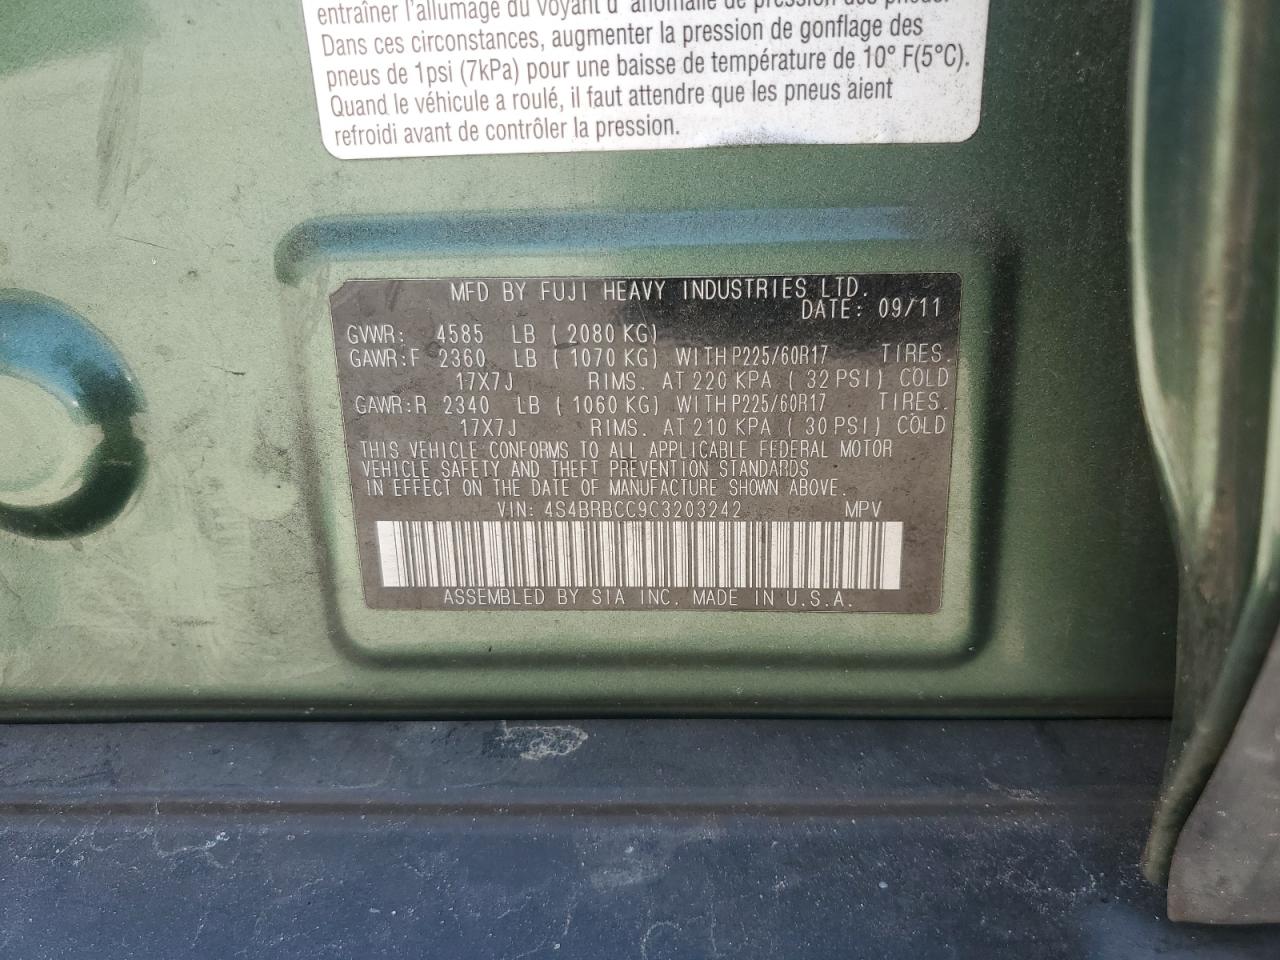 entraîner l'allumage du voyant d' anomalie de pression des pneus.
Dans ces circonstances, augmenter la pression de gonflage des
pneus de 1psi (7kPa) pour une baisse de température de 10° F(5°C).
Quand le véhicule a roulé, il faut attendre que les pneus aient
refroidi avant de contrôler la pression.
MFD BY FUJI HEAVY INDUSTRIES LTD.
DATE: 09/11
GVWR: 4585 LB (2080 KG)
GAWR:F 2360 LB (1070 KG) WITH P225/60R17 TIRES.
17X7J RIMS. AT 220 KPA (32 PSI) COLD
GAWR:R 2340 LB (1060 KG) WITH P225/60R17 TIRES.
17X7J RIMS. AT 210 KPA (30 PSI) COLD
THIS VEHICLE CONFORMS TO ALL APPLICABLE FEDERAL MOTOR
VEHICLE SAFETY AND THEFT PREVENTION STANDARDS
IN EFFECT ON THE DATE OF MANUFACTURE SHOWN ABOVE.
VIN: 4S4BRBCC9C3203242 MPV
ASSEMBLED BY SIA INC. MADE IN U.S.A.